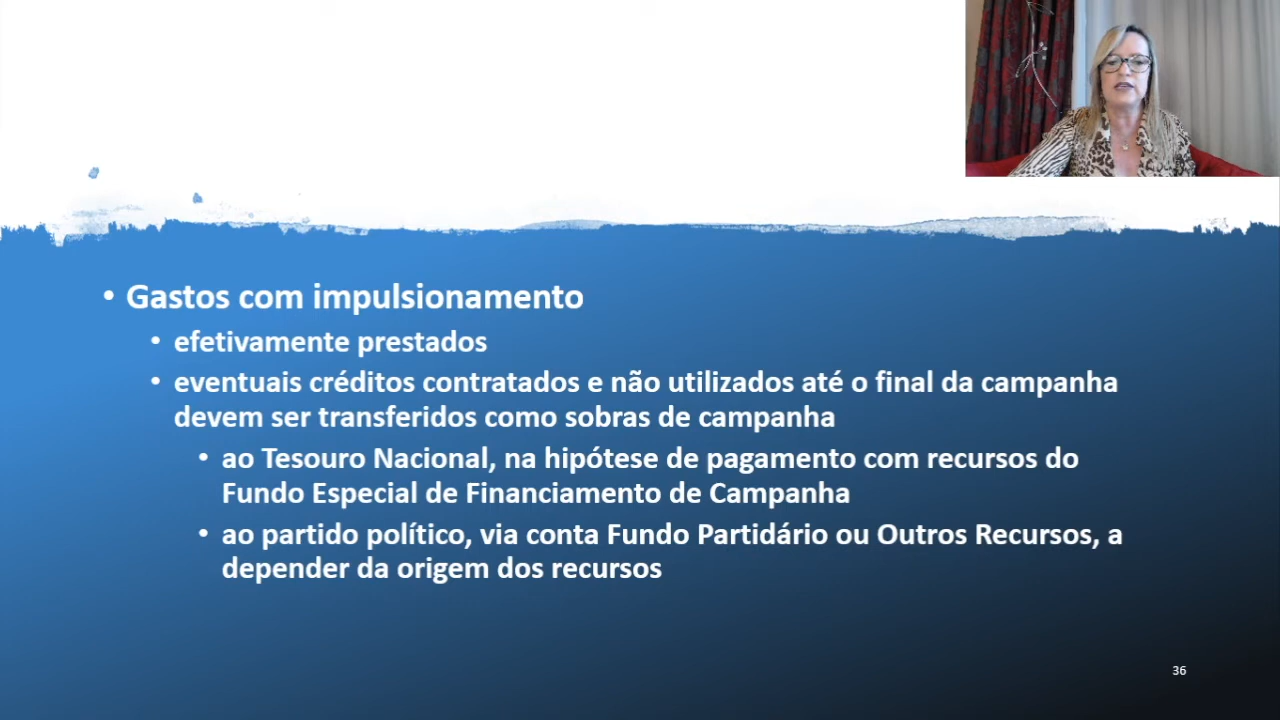 • Gastos com impulsionamento
• efetivamente prestados
• eventuais créditos contratados e não utilizados até o final da campanha
devem ser transferidos como sobras de campanha
• ao Tesouro Nacional, na hipótese de pagamento com recursos do
Fundo Especial de Financiamento de Campanha
• ao partido político, via conta Fundo Partidário ou Outros Recursos, a
depender da origem dos recursos
36